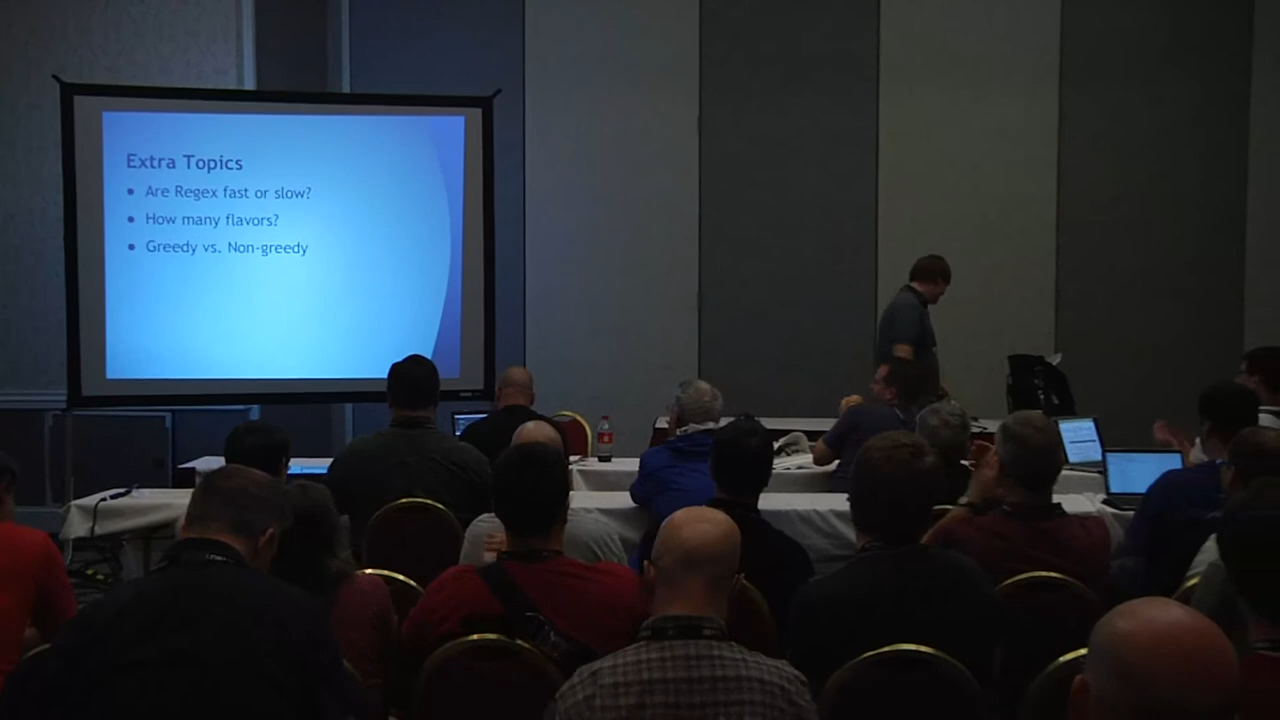 Extra Topics
• Are Regex fast or slow?
• How many flavors?
• Greedy vs. Non-greedy